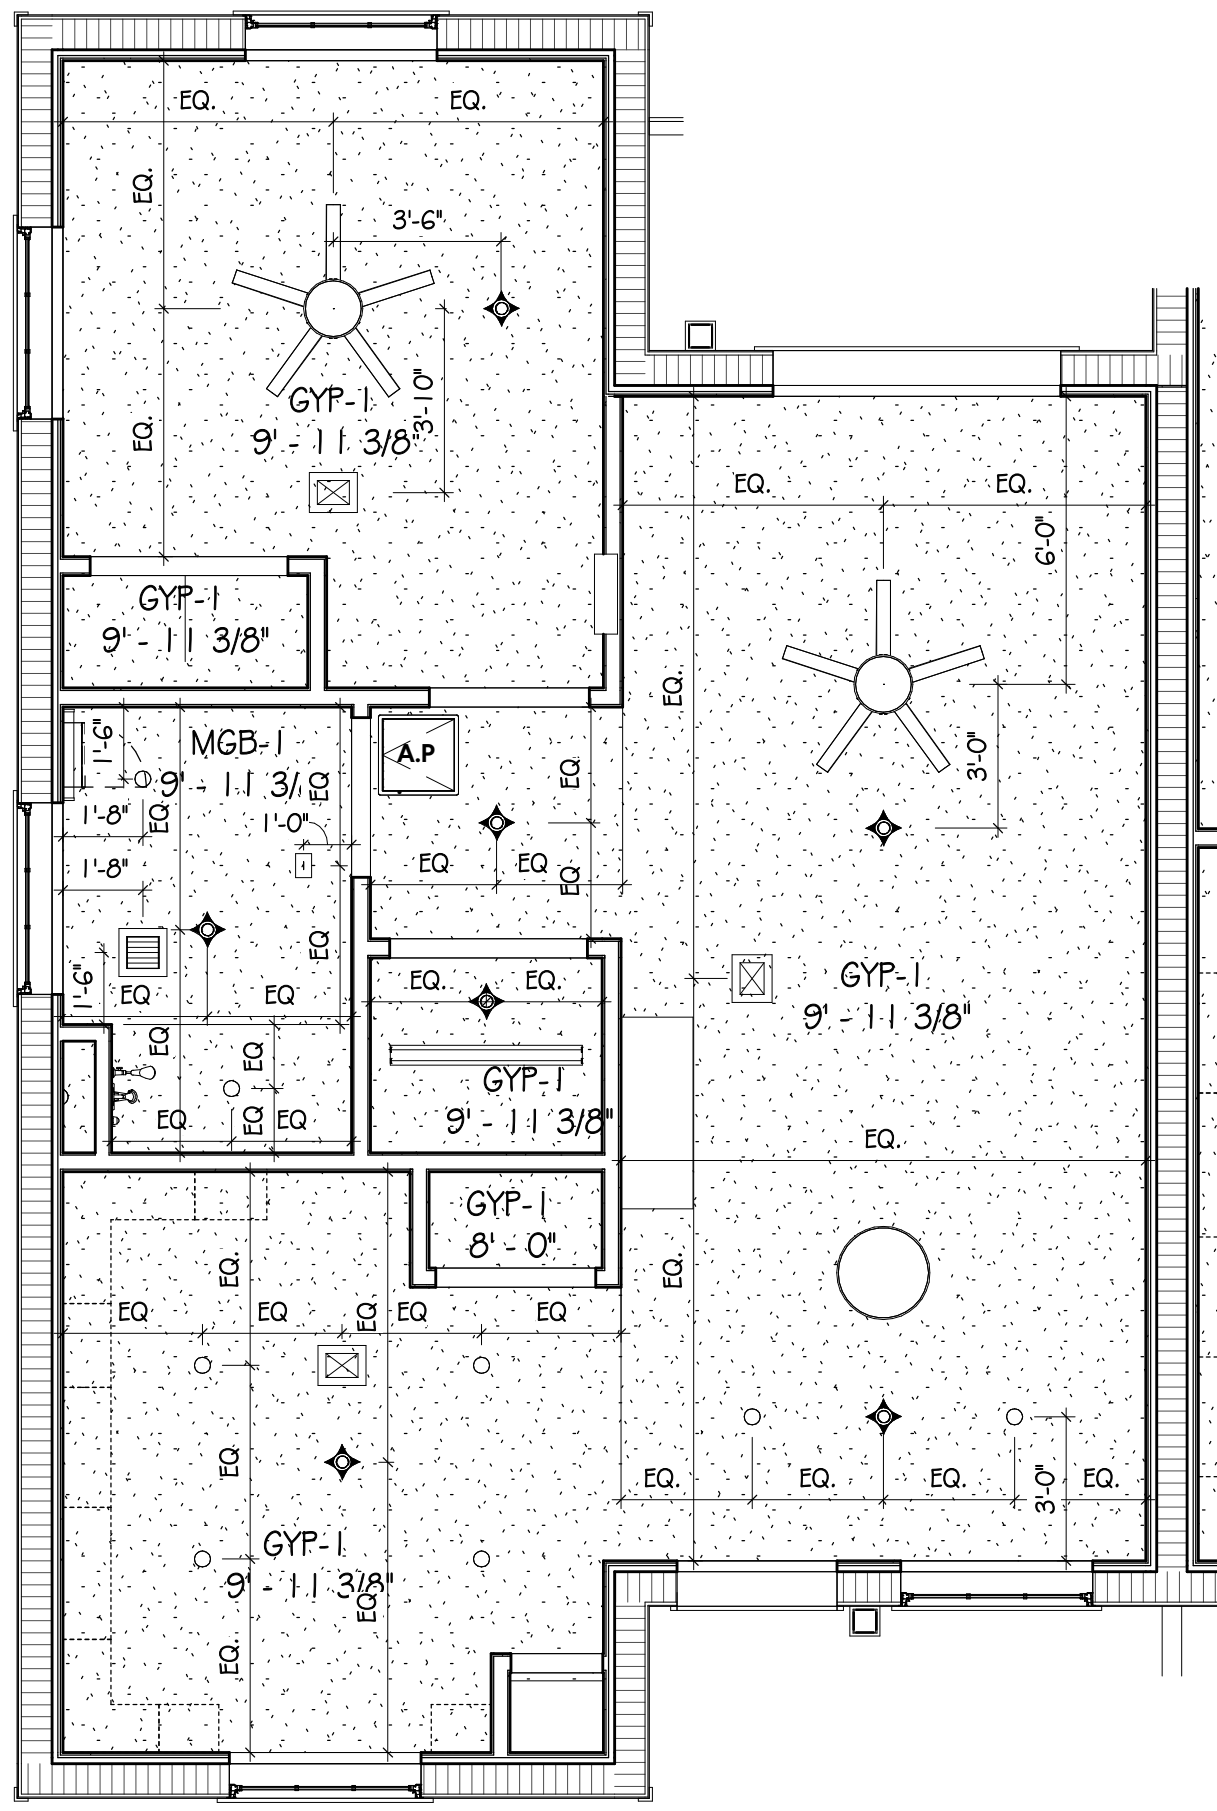 EQ.
EQ.
EQ.
3'-6"
EQ.
3'-10"
GYP-1
9' - 11 3/8"
EQ.
EQ.
6'-0"
GYP-1
9' - 11 3/8"
EQ.
3'-0"
1'-6"
MGB-1
9' - 11 3/
EQ
A.P
EQ
1'-8"
EQ
1'-0"
1'-8"
EQ
EQ
EQ
EQ
1'-6"
EQ
EQ
EQ.
EQ.
GYP-1
9' - 11 3/8"
EQ
EQ
GYP-1
9' - 11 3/8"
EQ
EQ
EQ
EQ.
GYP-1
8' - 0"
EQ.
EQ.
EQ
EQ
EQ
EQ
EQ
EQ
EQ.
EQ.
EQ.
EQ.
3'-0"
GYP-1
9' - 11 3/8"
EQ
EQ.